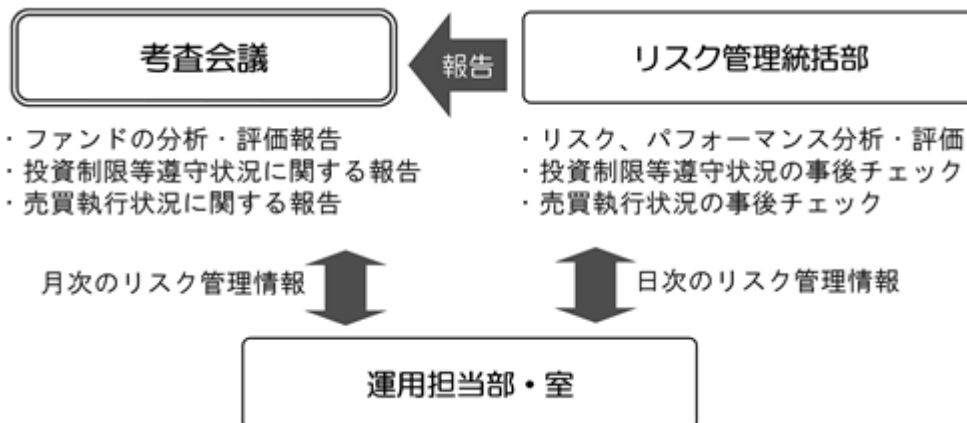 考査会議
報告
リスク管理統括部
・ファンドの分析・評価報告
・投資制限等遵守状況に関する報告
・売買執行状況に関する報告
・リスク、パフォーマンス分析・評価
・投資制限等遵守状況の事後チェック
・売買執行状況の事後チェック
月次のリスク管理情報
日次のリスク管理情報
運用担当部・室